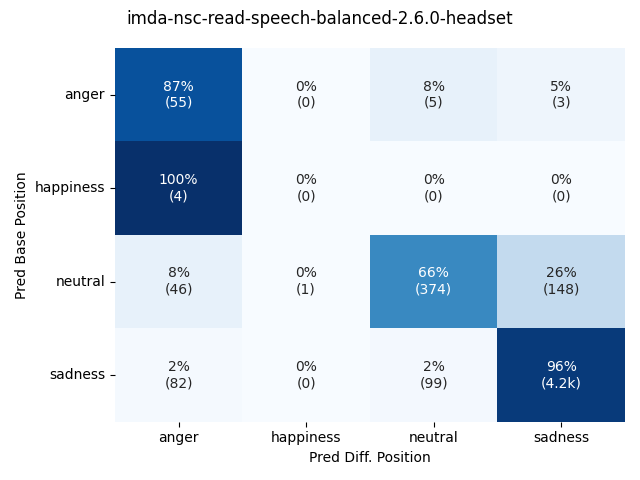 imda-nsc-read-speech-balanced-2.6.0-headset
Pred Base Position
anger
87%
(55)
0%
(0)
8%
(5)
5%
(3)
happiness
100%
(4)
0%
(0)
0%
(0)
0%
(0)
neutral
8%
(46)
0%
(1)
66%
(374)
26%
(148)
sadness
2%
(82)
0%
(0)
2%
(99)
96%
(4.2k)
anger
happiness
neutral
sadness
Pred Diff. Position